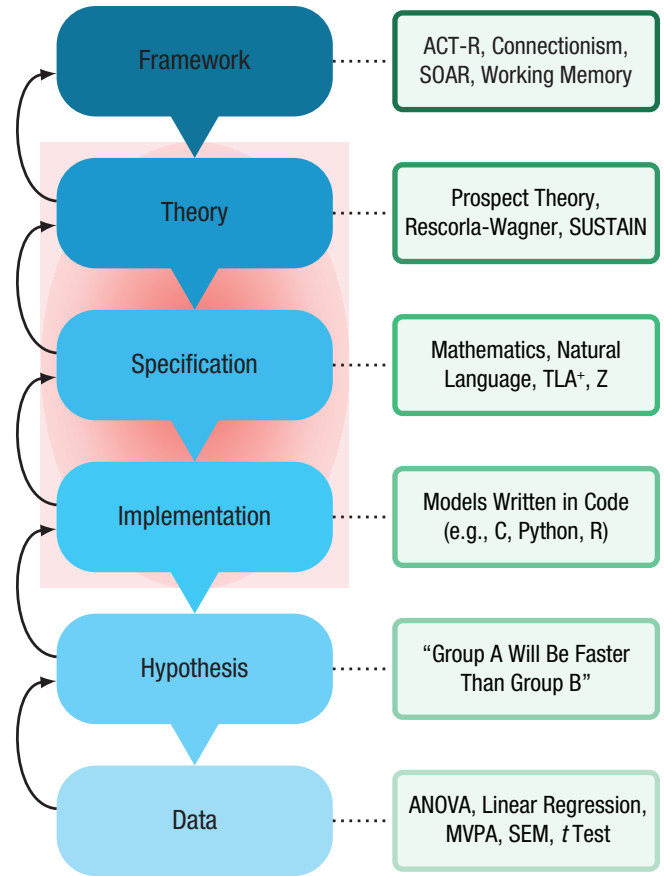 Framework
ACT-R, Connectionism,
SOAR, Working Memory
Theory
Prospect Theory,
Rescorla-Wagner, SUSTAIN
Specification
Mathematics, Natural
Language, TLA⁺, Z
Implementation
Models Written in Code
(e.g., C, Python, R)
Hypothesis
“Group A Will Be Faster
Than Group B”
Data
ANOVA, Linear Regression,
MVPA, SEM, t Test